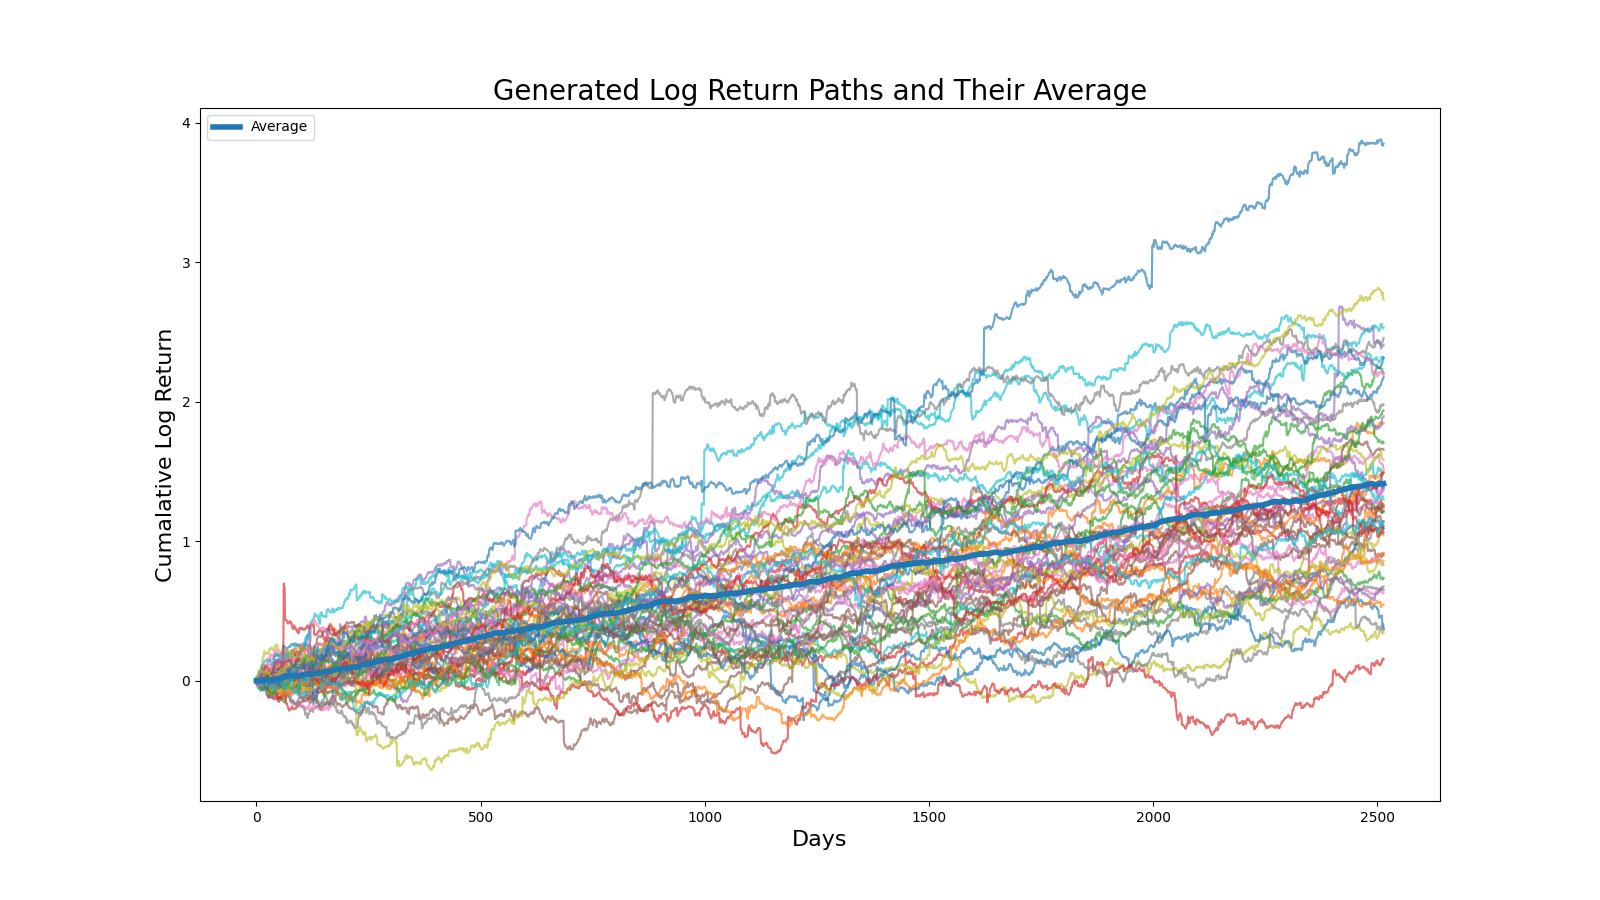 Generated Log Return Paths and Their Average
Average
4
3
2
1
0
Cumalative Log Return
0
500
1000
1500
2000
2500
Days